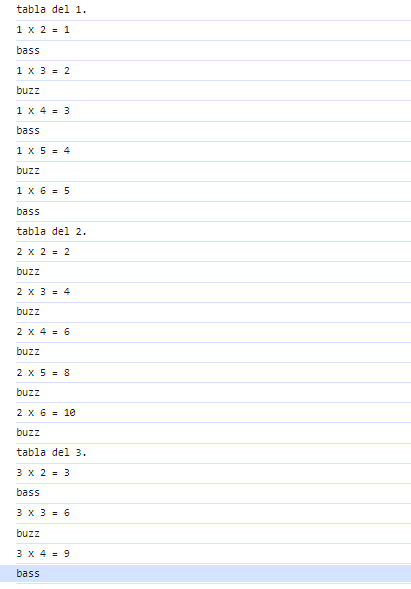 tabla del 1.
1 x 2 = 1
bass
1 x 3 = 2
buzz
1 x 4 = 3
bass
1 x 5 = 4
buzz
1 x 6 = 5
bass
tabla del 2.
2 x 2 = 2
buzz
2 x 3 = 4
buzz
2 x 4 = 6
buzz
2 x 5 = 8
buzz
2 x 6 = 10
buzz
tabla del 3.
3 x 2 = 3
bass
3 x 3 = 6
buzz
3 x 4 = 9
bass